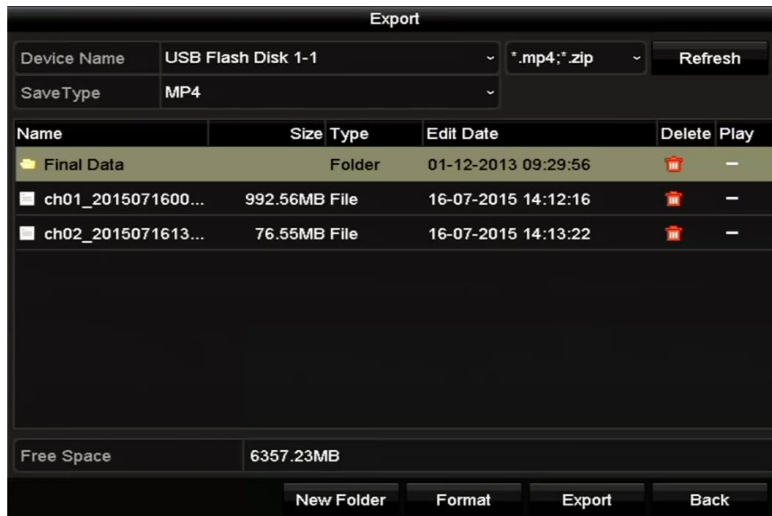 Export
Device Name USB Flash Disk 1-1 *.mp4;*.zip Refresh
SaveType MP4
Name Size Type Edit Date Delete Play
Final Data Folder 01-12-2013 09:29:56
ch01_2015071600... 992.56MB File 16-07-2015 14:12:16
ch02_2015071613... 76.55MB File 16-07-2015 14:13:22
Free Space 6357.23MB
New Folder Format Export Back